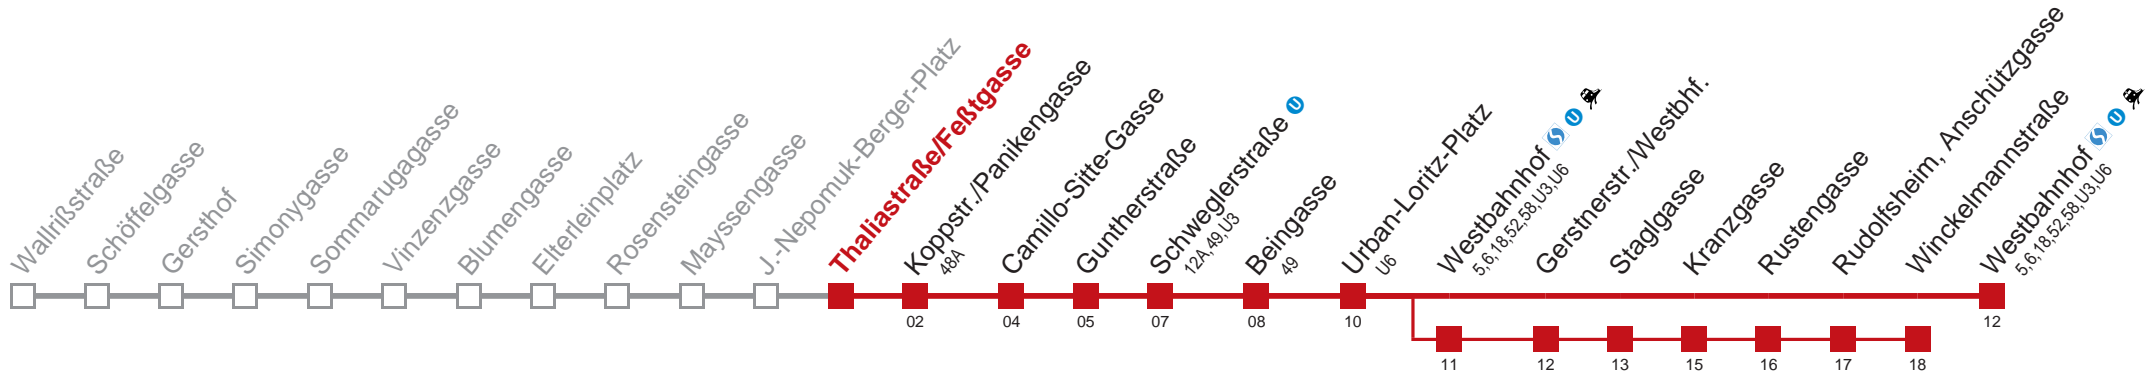 Wallrißstraße
Schöffelgasse
Gersthof
Simonygasse
Sommarugagasse
Vinzenzgasse
Blumengasse
Elterleinplatz
Rosensteingasse
Mayssengasse
J.-Nepomuk-Berger-Platz
Thaliastraße/Feßtgasse
Koppstr./Panikengasse
48A
Camillo-Sitte-Gasse
Guntherstraße
Schweglerstraße U
12A,49,U3
Beingasse
49
Urban-Loritz-Platz
U6
Westbahnhof S U
5,6,18,52,58,U3,U6
Gerstnerstr./Westbhf.
Staglgasse
Kranzgasse
Rustengasse
Rudolfsheim, Anschützgasse
Winckelmannstraße
Westbahnhof S U
5,6,18,52,58,U3,U6
02 04 05 07 08 10 12
11 12 13 15 16 17 18